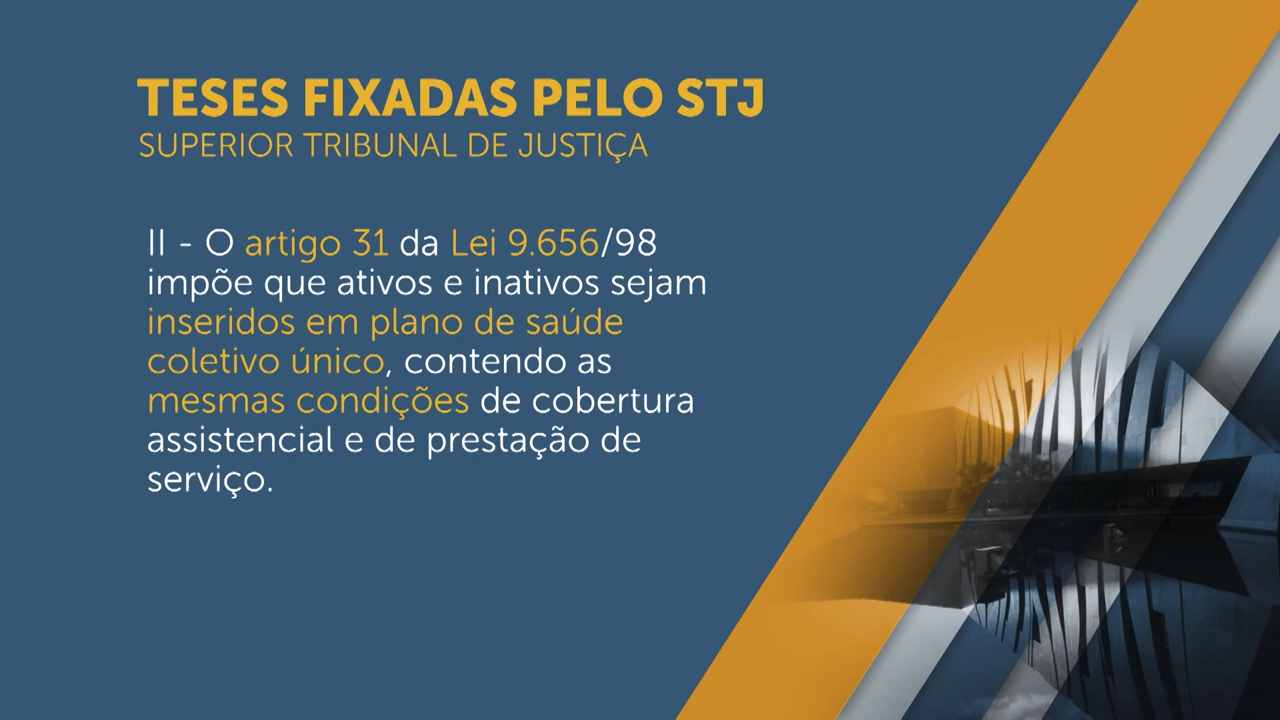 TESES FIXADAS PELO STJ
SUPERIOR TRIBUNAL DE JUSTIÇA
II - O artigo 31 da Lei 9.656/98
impõe que ativos e inativos sejam
inseridos em plano de saúde
coletivo único, contendo as
mesmas condições de cobertura
assistencial e de prestação de
serviço.